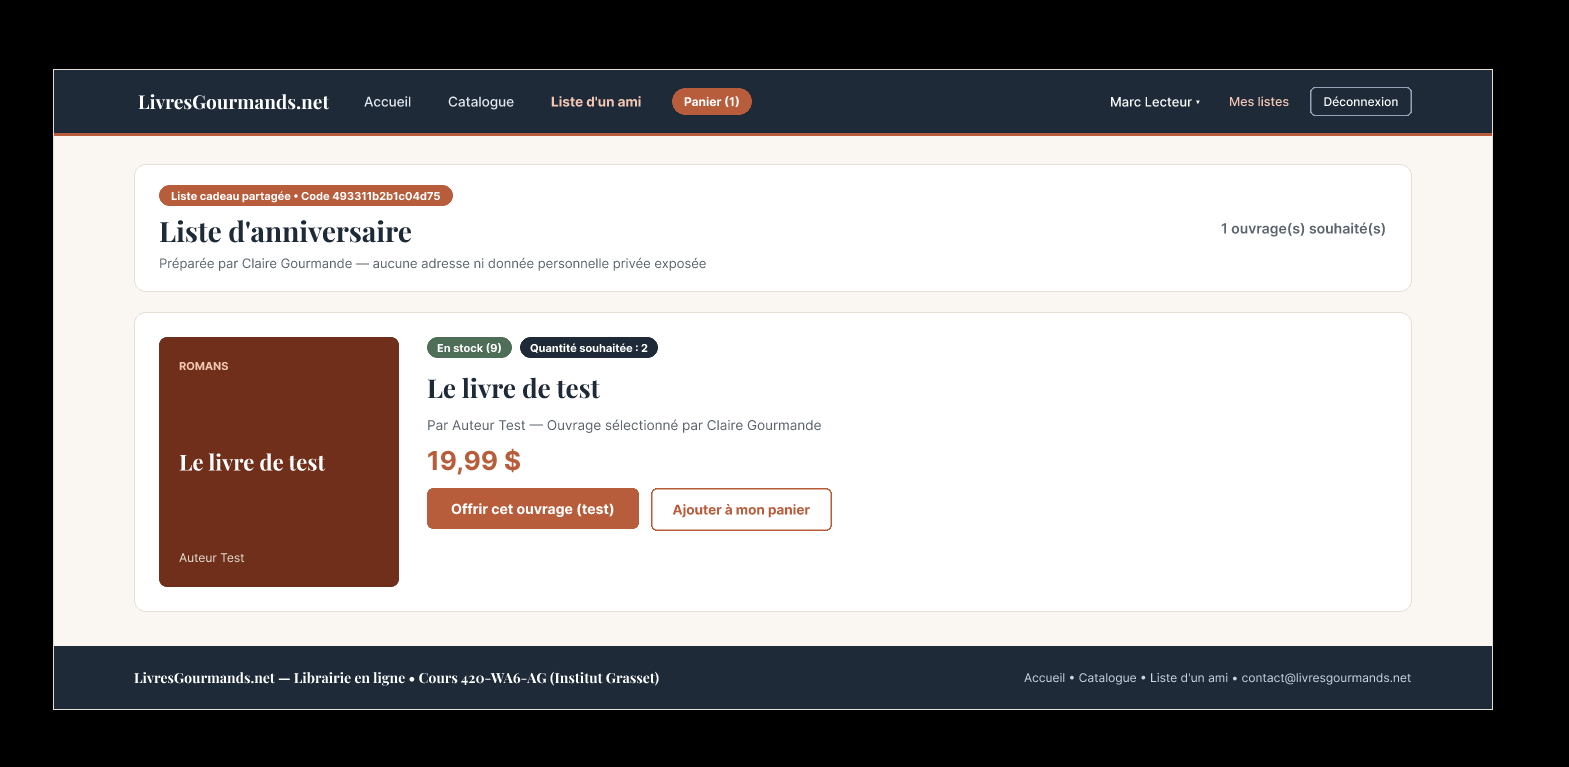 LivresGourmands.net Accueil Catalogue Liste d'un ami Panier (1) Marc Lecteur ▾ Mes listes Déconnexion
Liste cadeau partagée • Code 493311b2b1c04d75
Liste d'anniversaire
1 ouvrage(s) souhaité(s)
Préparée par Claire Gourmande — aucune adresse ni donnée personnelle privée exposée
ROMANS
Le livre de test
Auteur Test
En stock (9) Quantité souhaitée : 2
Le livre de test
Par Auteur Test — Ouvrage sélectionné par Claire Gourmande
19,99 $
Offrir cet ouvrage (test) Ajouter à mon panier
LivresGourmands.net — Librairie en ligne • Cours 420-WA6-AG (Institut Grasset)
Accueil • Catalogue • Liste d'un ami • contact@livresgourmands.net